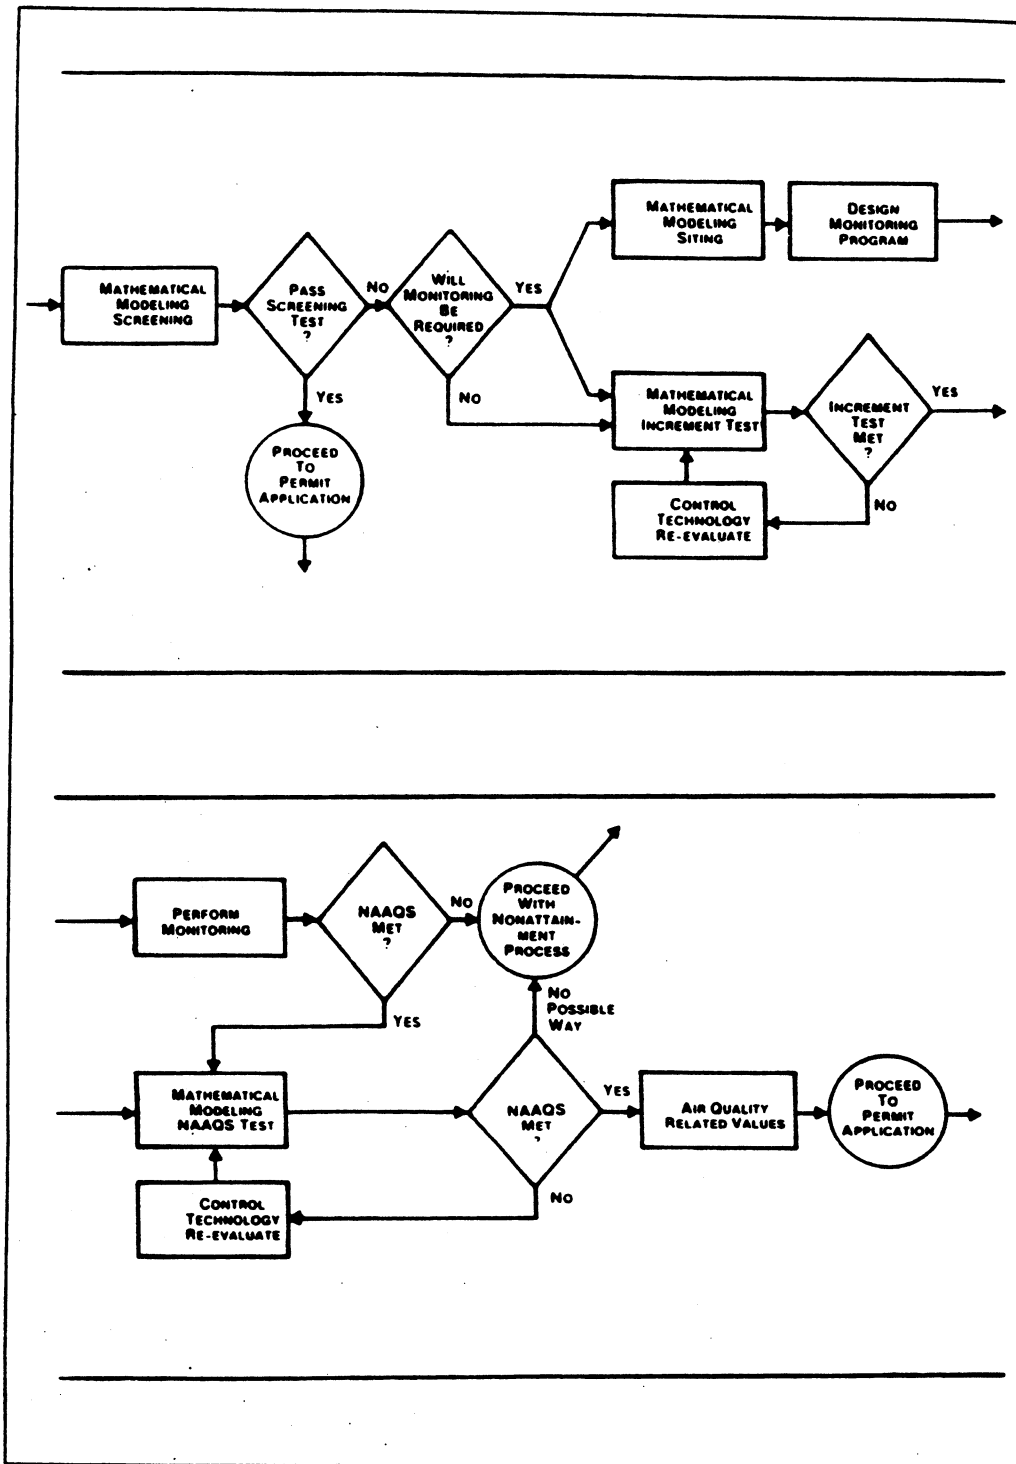 MATHEMATICAL
MODELING
SCREENING
PASS
SCREENING
TEST
?
NO
YES
PROCEED
TO
PERMIT
APPLICATION
WILL
MONITORING
BE
REQUIRED
?
YES
NO
MATHEMATICAL
MODELING
SITING
DESIGN
MONITORING
PROGRAM
MATHEMATICAL
MODELING
INCREMENT TEST
INCREMENT
TEST
MET
?
YES
NO
CONTROL
TECHNOLOGY
RE-EVALUATE
PERFORM
MONITORING
NAAQS
MET
?
NO
YES
PROCEED
WITH
NONATTAIN-
MENT
PROCESS
NO
POSSIBLE
WAY
MATHEMATICAL
MODELING
NAAQS TEST
NAAQS
MET
?
YES
NO
AIR QUALITY
RELATED VALUES
PROCEED
TO
PERMIT
APPLICATION
CONTROL
TECHNOLOGY
RE-EVALUATE